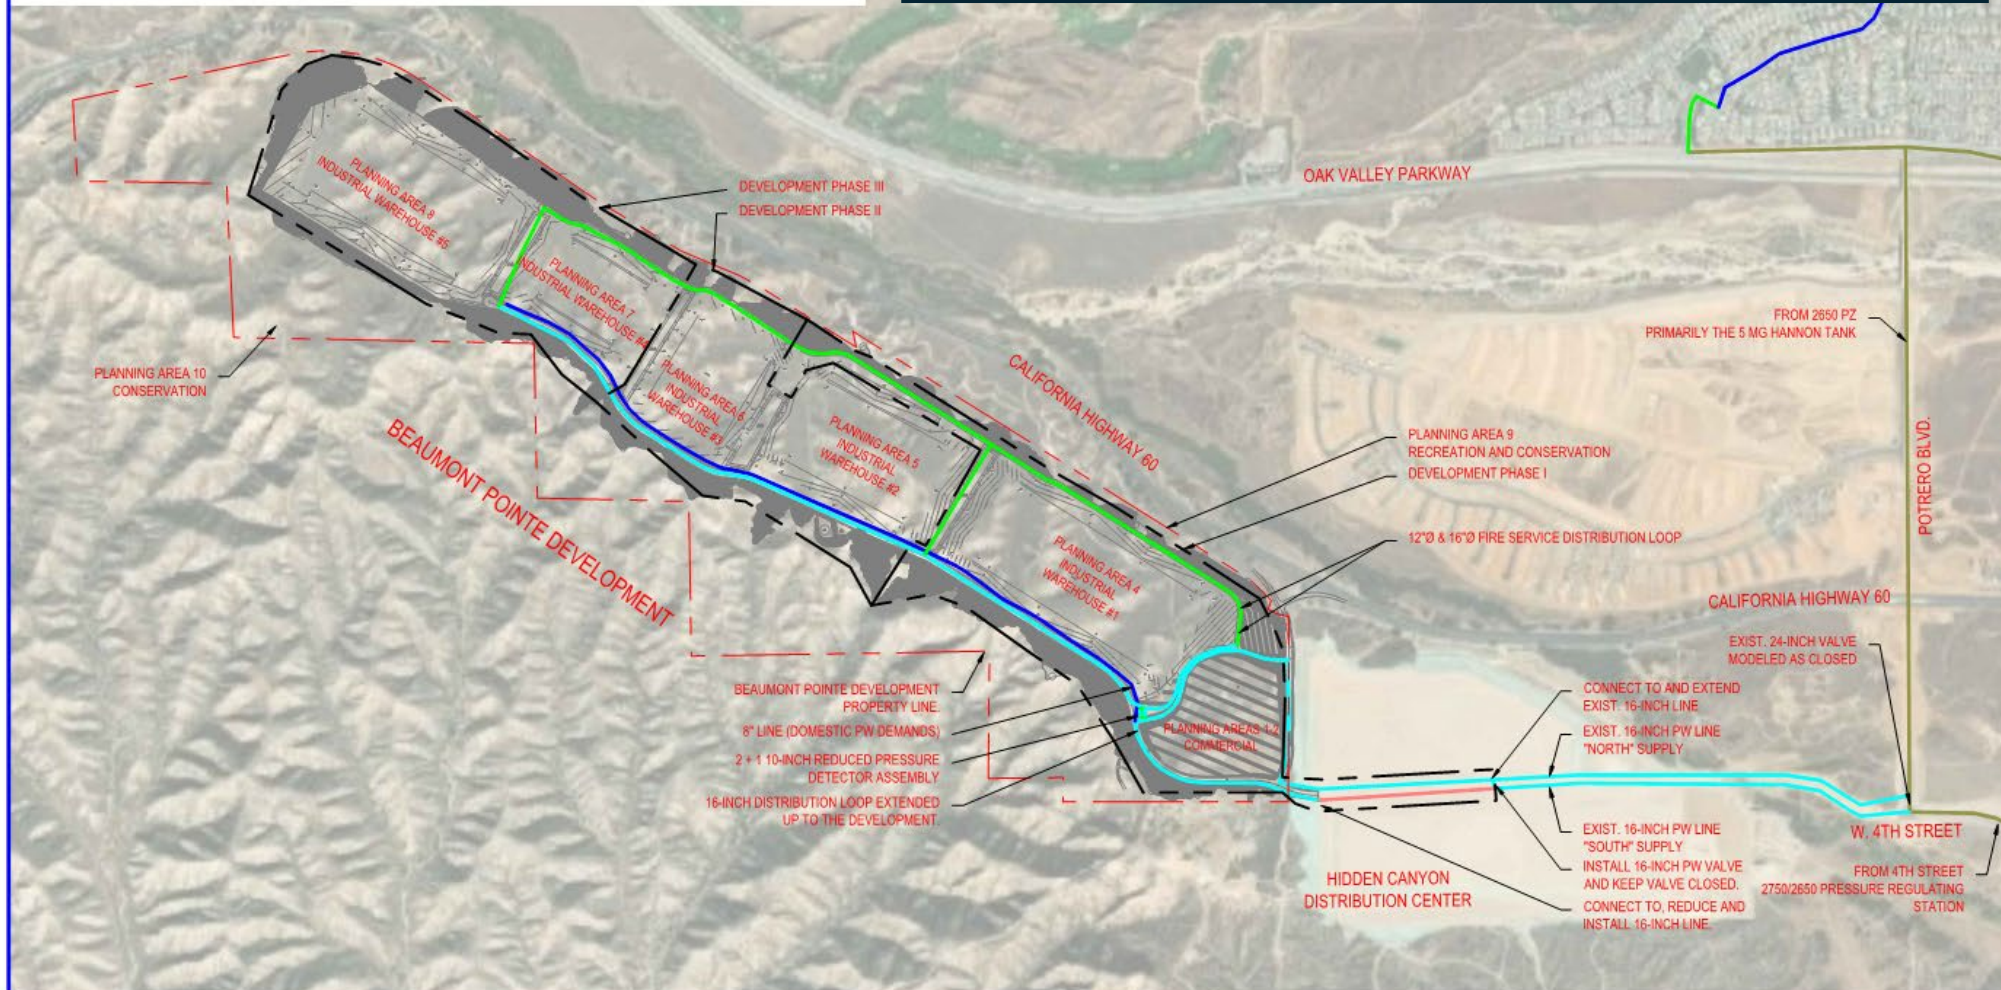 OAK VALLEY PARKWAY
DEVELOPMENT PHASE III
DEVELOPMENT PHASE II
PLANNING AREA 8
INDUSTRIAL WAREHOUSE #5
PLANNING AREA 7
INDUSTRIAL WAREHOUSE #4
PLANNING AREA 6
INDUSTRIAL
WAREHOUSE #3
PLANNING AREA 5
INDUSTRIAL
WAREHOUSE #2
PLANNING AREA 4
INDUSTRIAL
WAREHOUSE #1
PLANNING AREAS 1-2
COMMERCIAL
PLANNING AREA 10
CONSERVATION
BEAUMONT POINTE DEVELOPMENT
CALIFORNIA HIGHWAY 60
FROM 2650 PZ
PRIMARILY THE 5 MG HANNON TANK
POTRERO BLVD.
PLANNING AREA 9
RECREATION AND CONSERVATION
DEVELOPMENT PHASE I
12"Ø & 16"Ø FIRE SERVICE DISTRIBUTION LOOP
CALIFORNIA HIGHWAY 60
EXIST. 24-INCH VALVE
MODELED AS CLOSED
BEAUMONT POINTE DEVELOPMENT
PROPERTY LINE.
8" LINE (DOMESTIC PW DEMANDS)
2 + 1 10-INCH REDUCED PRESSURE
DETECTOR ASSEMBLY
16-INCH DISTRIBUTION LOOP EXTENDED
UP TO THE DEVELOPMENT.
CONNECT TO AND EXTEND
EXIST. 16-INCH LINE
EXIST. 16-INCH PW LINE
"NORTH" SUPPLY
EXIST. 16-INCH PW LINE
"SOUTH" SUPPLY
INSTALL 16-INCH PW VALVE
AND KEEP VALVE CLOSED.
CONNECT TO, REDUCE AND
INSTALL 16-INCH LINE.
W. 4TH STREET
FROM 4TH STREET
2750/2650 PRESSURE REGULATING
STATION
HIDDEN CANYON
DISTRIBUTION CENTER